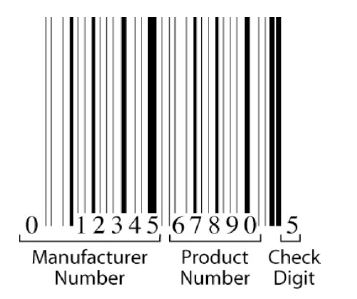 0 12345 67890 5
Manufacturer Product Check
Number Number Digit